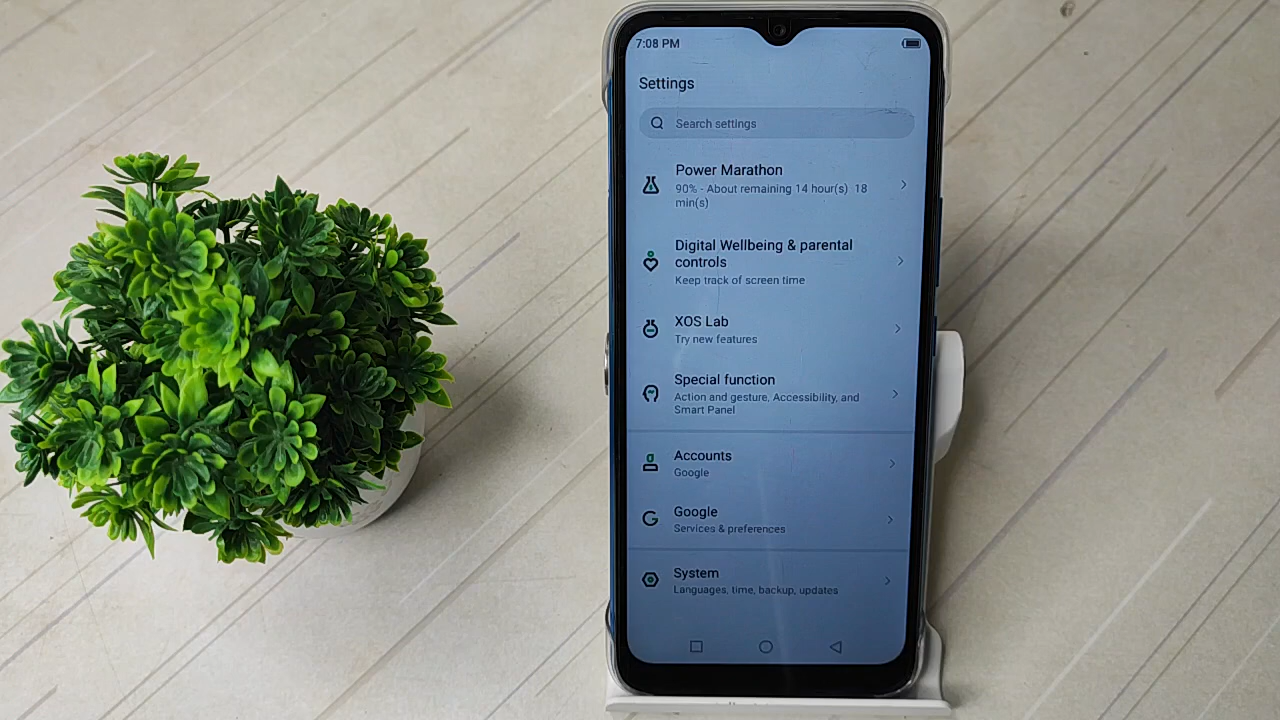 7:08 PM
Settings
Search settings
Power Marathon
90% - About remaining 14 hour(s) 18
min(s)
Digital Wellbeing & parental
controls
Keep track of screen time
XOS Lab
Try new features
Special function
Action and gesture, Accessibility, and
Smart Panel
Accounts
Google
Google
Services & preferences
System
Languages, time, backup, updates